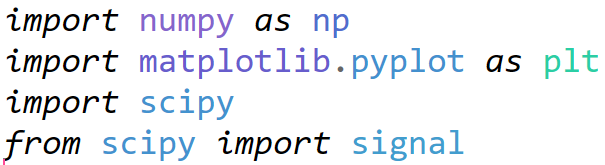 import numpy as np
import matplotlib.pyplot as plt
import scipy
from scipy import signal